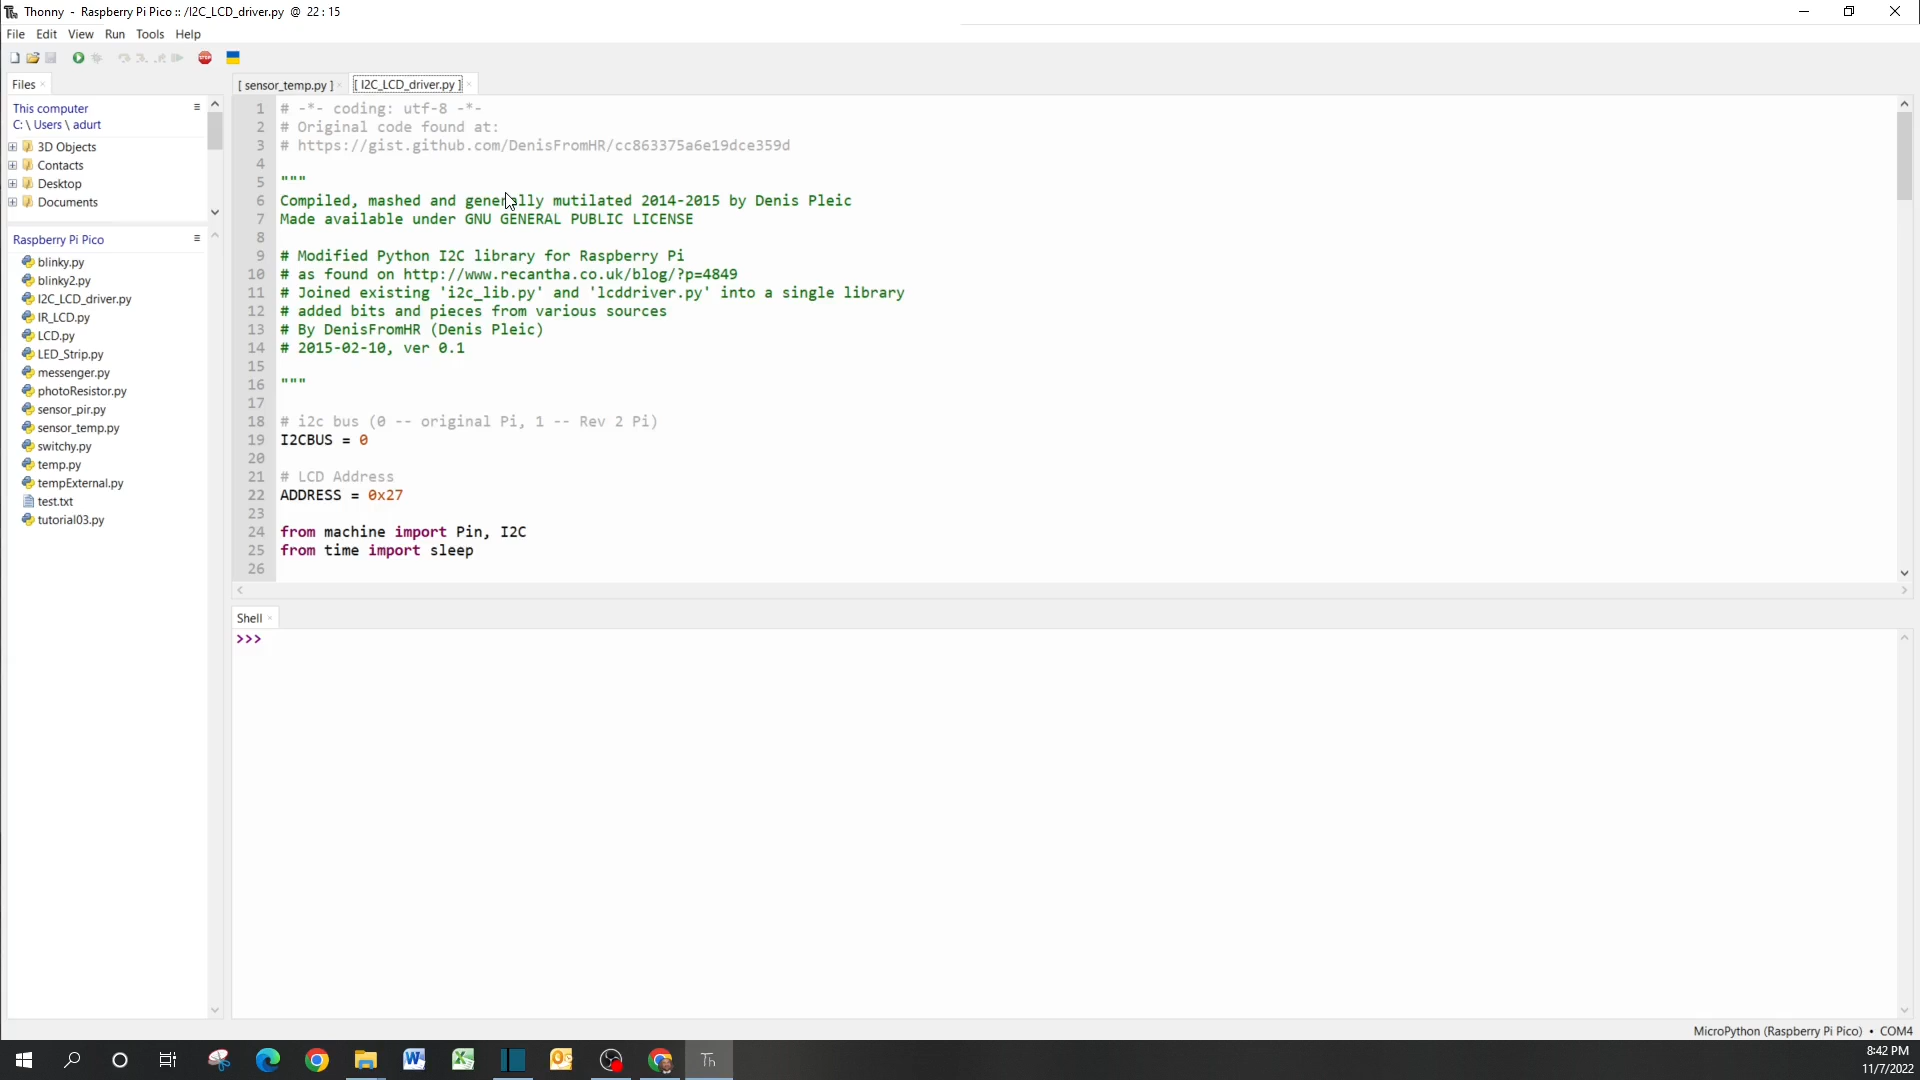 Thonny - Raspberry Pi Pico :: /I2C_LCD_driver.py @ 22 : 15
File Edit View Run Tools Help
STOP
Files ×
This computer
C: \ Users \ adurt
3D Objects
Contacts
Desktop
Documents
Raspberry Pi Pico
blinky.py
blinky2.py
I2C_LCD_driver.py
IR_LCD.py
LCD.py
LED_Strip.py
messenger.py
photoResistor.py
sensor_pir.py
sensor_temp.py
switchy.py
temp.py
tempExternal.py
test.txt
tutorial03.py
[ sensor_temp.py ] × [ I2C_LCD_driver.py ] ×
1 # -*- coding: utf-8 -*-
2 # Original code found at:
3 # https://gist.github.com/DenisFromHR/cc863375a6e19dce359d
4
5 """
6 Compiled, mashed and generally mutilated 2014-2015 by Denis Pleic
7 Made available under GNU GENERAL PUBLIC LICENSE
8
9 # Modified Python I2C library for Raspberry Pi
10 # as found on http://www.recantha.co.uk/blog/?p=4849
11 # Joined existing 'i2c_lib.py' and 'lcddriver.py' into a single library
12 # added bits and pieces from various sources
13 # By DenisFromHR (Denis Pleic)
14 # 2015-02-10, ver 0.1
15
16 """
17
18 # i2c bus (0 -- original Pi, 1 -- Rev 2 Pi)
19 I2CBUS = 0
20
21 # LCD Address
22 ADDRESS = 0x27
23
24 from machine import Pin, I2C
25 from time import sleep
26
Shell ×
>>>
MicroPython (Raspberry Pi Pico) • COM4
Th
8:42 PM
11/7/2022